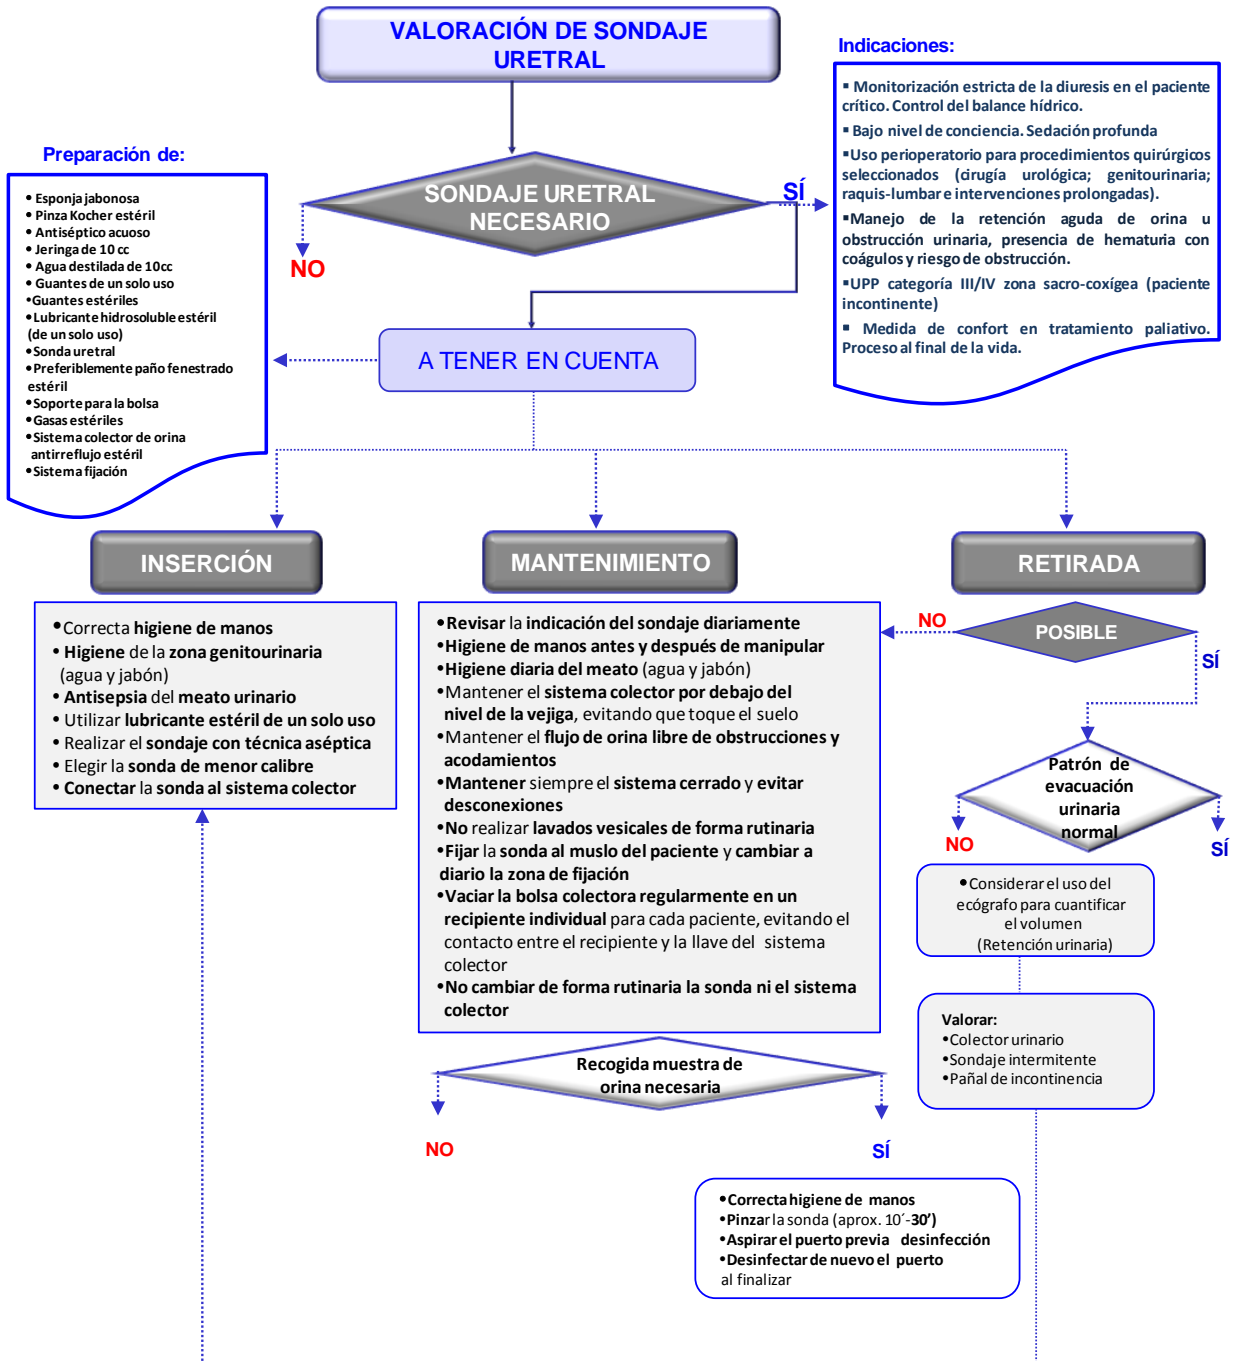 VALORACIÓN DE SONDAJE
URETRAL
Indicaciones:
▪ Monitorización estricta de la diuresis en el paciente
crítico. Control del balance hídrico.
▪ Bajo nivel de conciencia. Sedación profunda
▪Uso perioperatorio para procedimientos quirúrgicos
seleccionados (cirugía urológica; genitourinaria;
raquis-lumbar e intervenciones prolongadas).
▪Manejo de la retención aguda de orina u
obstrucción urinaria, presencia de hematuria con
coágulos y riesgo de obstrucción.
▪UPP categoría III/IV zona sacro-coxígea (paciente
incontinente)
▪ Medida de confort en tratamiento paliativo.
Proceso al final de la vida.
Preparación de:
• Esponja jabonosa
• Pinza Kocher estéril
• Antiséptico acuoso
• Jeringa de 10 cc
• Agua destilada de 10cc
• Guantes de un solo uso
•Guantes estériles
•Lubricante hidrosoluble estéril
(de un solo uso)
•Sonda uretral
•Preferiblemente paño fenestrado
estéril
•Soporte para la bolsa
•Gasas estériles
•Sistema colector de orina
antirreflujo estéril
•Sistema fijación
SONDAJE URETRAL
NECESARIO
SÍ
NO
A TENER EN CUENTA
INSERCIÓN
•Correcta higiene de manos
• Higiene de la zona genitourinaria
(agua y jabón)
• Antisepsia del meato urinario
• Utilizar lubricante estéril de un solo uso
• Realizar el sondaje con técnica aséptica
• Elegir la sonda de menor calibre
• Conectar la sonda al sistema colector
MANTENIMIENTO
•Revisar la indicación del sondaje diariamente
•Higiene de manos antes y después de manipular
•Higiene diaria del meato (agua y jabón)
•Mantener el sistema colector por debajo del
nivel de la vejiga, evitando que toque el suelo
•Mantener el flujo de orina libre de obstrucciones y
acodamientos
•Mantener siempre el sistema cerrado y evitar
desconexiones
•No realizar lavados vesicales de forma rutinaria
•Fijar la sonda al muslo del paciente y cambiar a
diario la zona de fijación
•Vaciar la bolsa colectora regularmente en un
recipiente individual para cada paciente, evitando el
contacto entre el recipiente y la llave del sistema
colector
•No cambiar de forma rutinaria la sonda ni el sistema
colector
Recogida muestra de
orina necesaria
NO
SÍ
•Correcta higiene de manos
•Pinzar la sonda (aprox. 10´-30’)
•Aspirar el puerto previa desinfección
•Desinfectar de nuevo el puerto
al finalizar
RETIRADA
POSIBLE
NO
SÍ
Patrón de
evacuación
urinaria
normal
NO
SÍ
•Considerar el uso del
ecógrafo para cuantificar
el volumen
(Retención urinaria)
Valorar:
•Colector urinario
•Sondaje intermitente
•Pañal de incontinencia